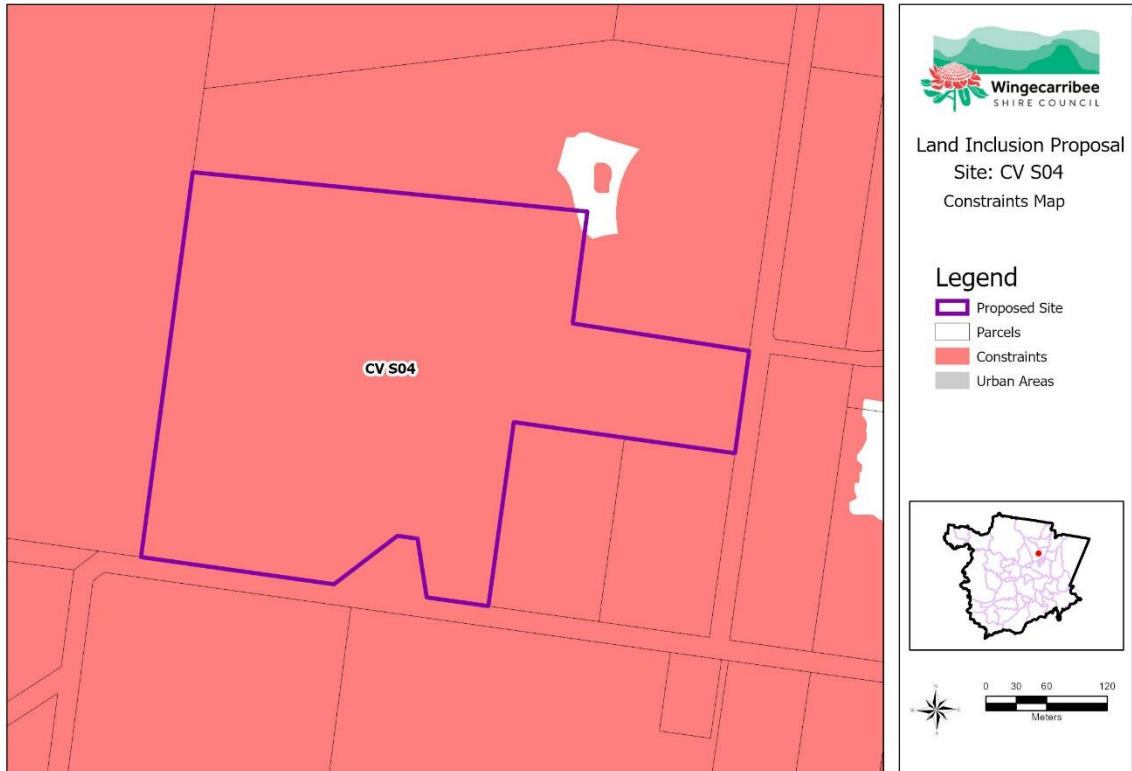 CV S04
Wingecarribee
SHIRE COUNCIL
Land Inclusion Proposal
Site: CV S04
Constraints Map
Legend
Proposed Site
Parcels
Constraints
Urban Areas
N
W E
S
0 30 60 120
Meters